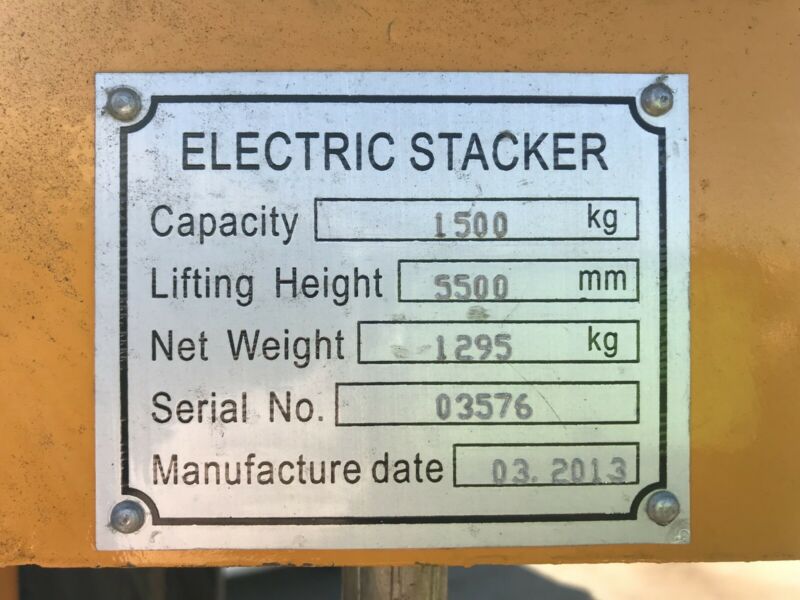 ELECTRIC STACKER
Capacity 1500 kg
Lifting Height 5500 mm
Net Weight 1295 kg
Serial No. 03576
Manufacture date 03.2013